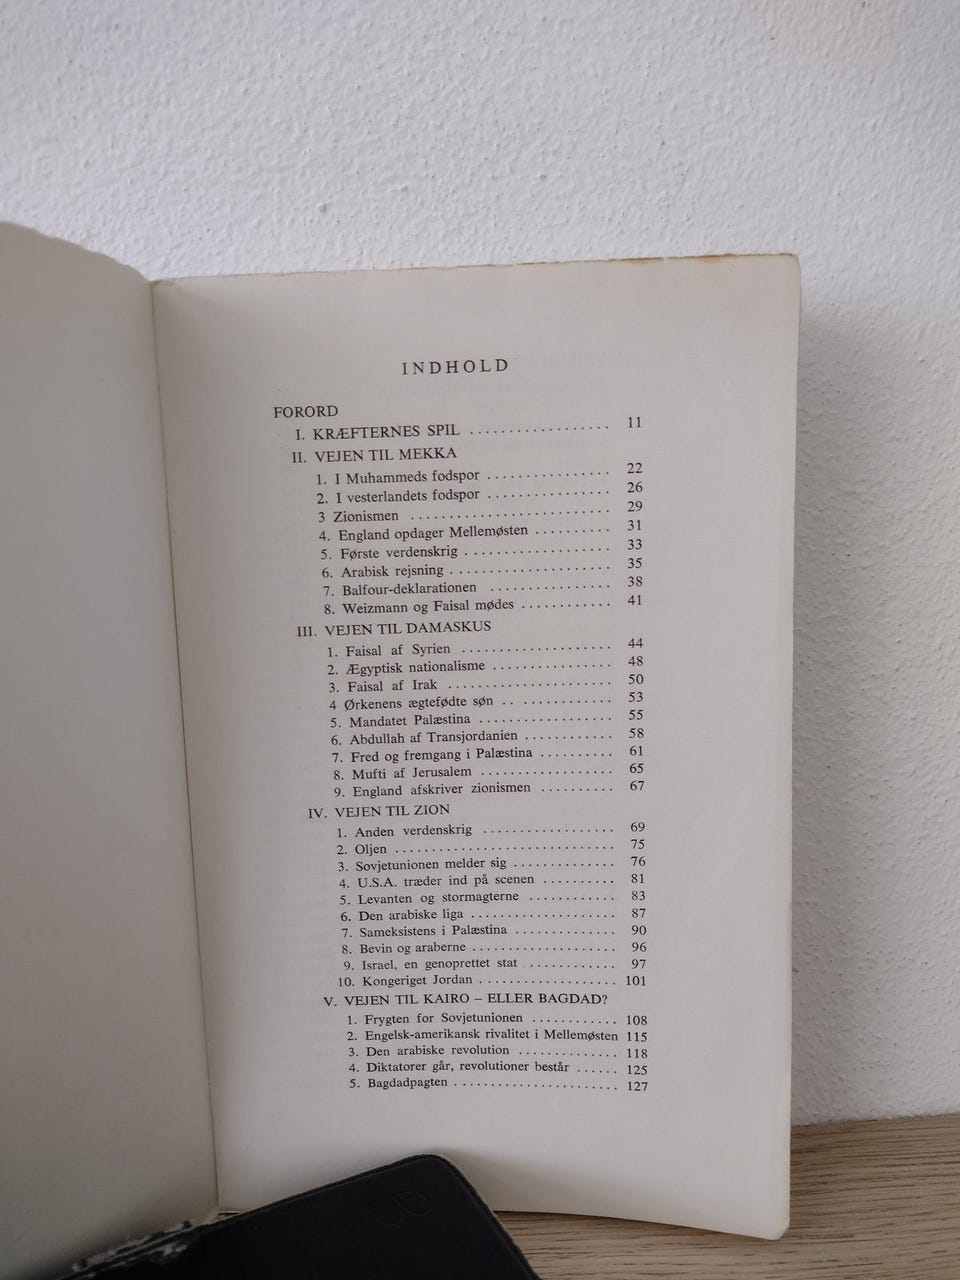 INDHOLD
FORORD
I. KRÆFTERNES SPIL .................. 11
II. VEJEN TIL MEKKA
1. I Muhammeds fodspor ................ 22
2. I vesterlandets fodspor ................ 26
3 Zionismen .......................... 29
4. England opdager Mellemøsten .......... 31
5. Første verdenskrig ................... 33
6. Arabisk rejsning ..................... 35
7. Balfour-deklarationen ................ 38
8. Weizmann og Faisal mødes ............ 41
III. VEJEN TIL DAMASKUS
1. Faisal af Syrien .................... 44
2. Ægyptisk nationalisme ................ 48
3. Faisal af Irak ...................... 50
4 Ørkenens ægtefødte søn .. ............ 53
5. Mandatet Palæstina .................. 55
6. Abdullah af Transjordanien ............ 58
7. Fred og fremgang i Palæstina .......... 61
8. Mufti af Jerusalem .................. 65
9. England afskriver zionismen .......... 67
IV. VEJEN TIL ZION
1. Anden verdenskrig .................. 69
2. Oljen ............................. 75
3. Sovjetunionen melder sig .............. 76
4. U.S.A. træder ind på scenen .......... 81
5. Levanten og stormagterne ............ 83
6. Den arabiske liga .................... 87
7. Sameksistens i Palæstina .............. 90
8. Bevin og araberne .................... 96
9. Israel, en genoprettet stat ............ 97
10. Kongeriget Jordan .................. 101
V. VEJEN TIL KAIRO – ELLER BAGDAD?
1. Frygten for Sovjetunionen ............ 108
2. Engelsk-amerikansk rivalitet i Mellemøsten 115
3. Den arabiske revolution .............. 118
4. Diktatorer går, revolutioner består ...... 125
5. Bagdadpagten ...................... 127